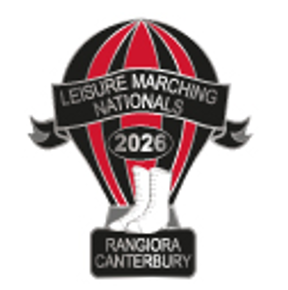 LEISURE MARCHING
NATIONALS
2026
RANGIORA
CANTERBURY